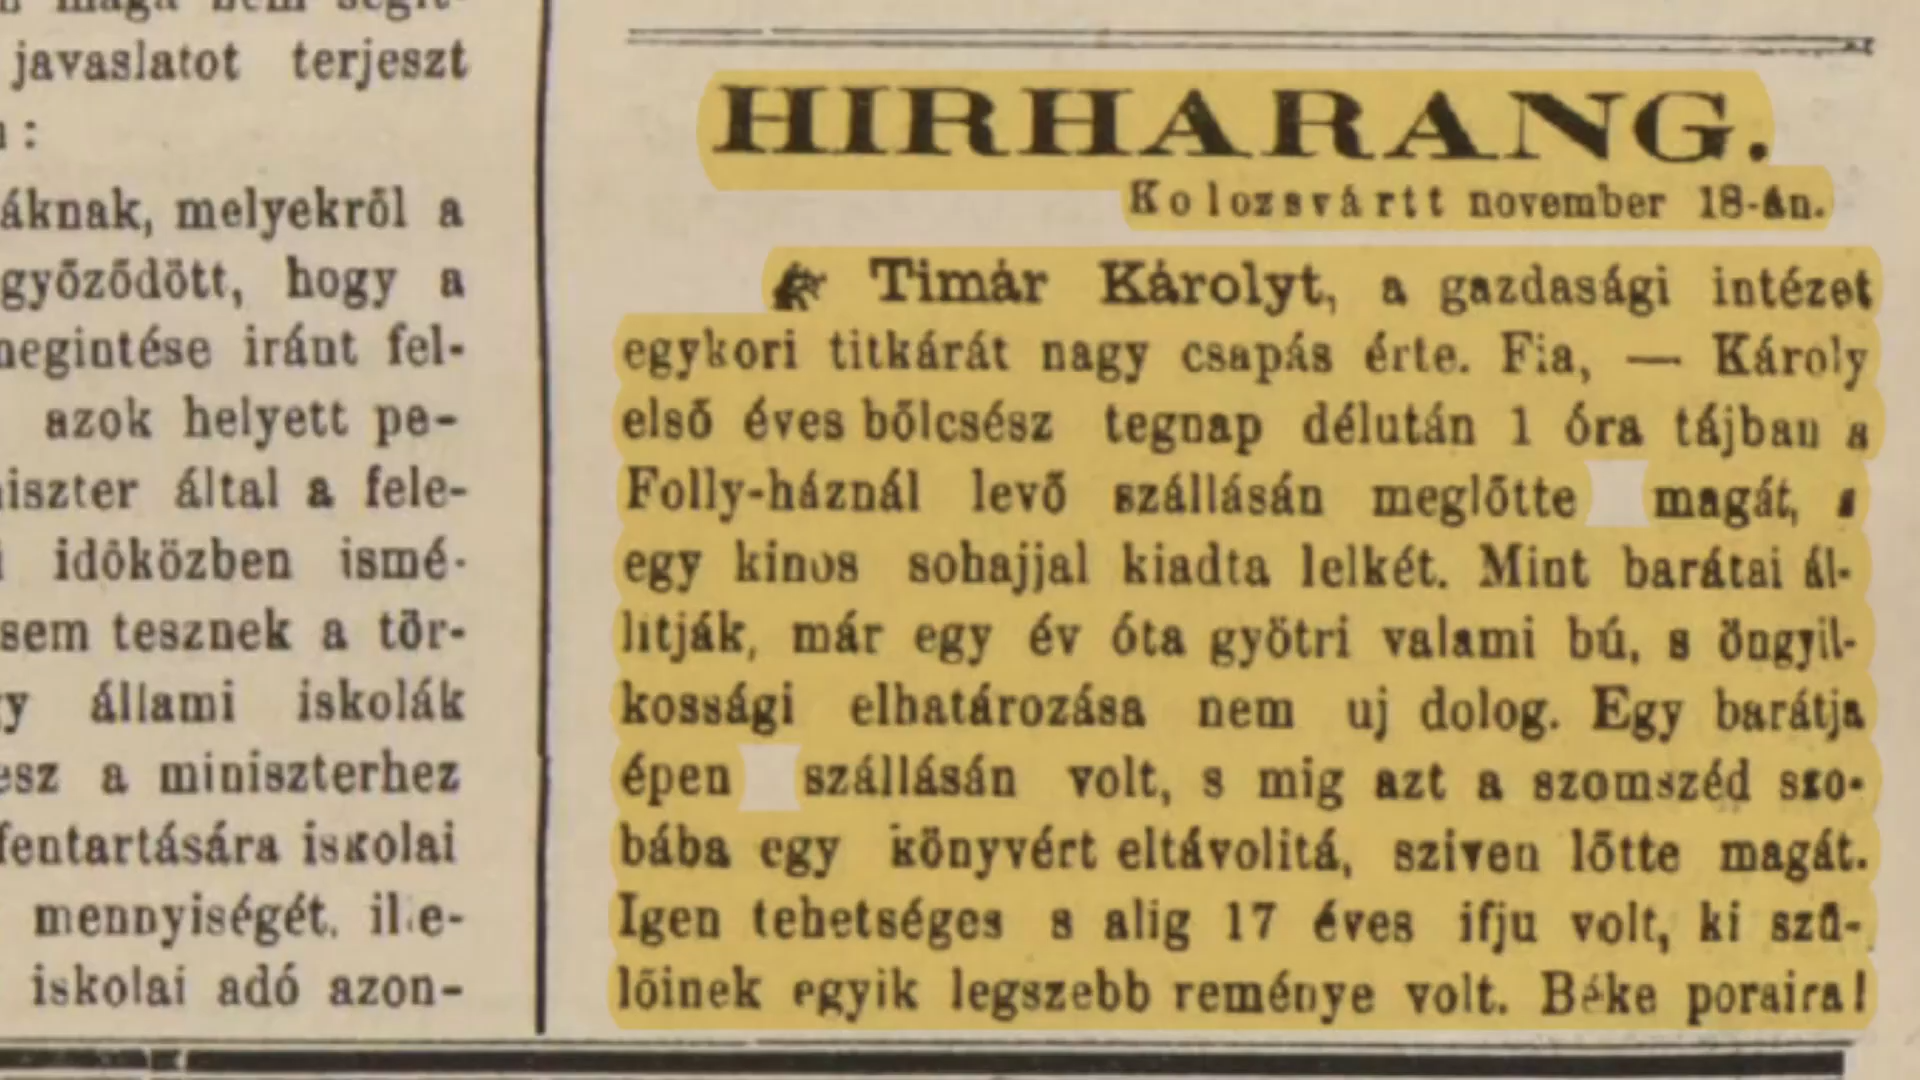 javaslatot terjeszt
:
áknak, melyekről a
győződött, hogy a
megintése iránt fel-
azok helyett pe-
iszter által a fele-
időközben ismé-
sem tesznek a tör-
y állami iskolák
esz a miniszterhez
fentartására iskolai
mennyiségét. ille-
iskolai adó azon-
HIRHARANG.
Kolozsvártt november 18-án.
Timár Károlyt, a gazdasági intézet
egykori titkárát nagy csapás érte. Fia, — Károly
első éves bölcsész tegnap délután 1 óra tájban a
Folly-háznál levő szállásán meglőtte magát, s
egy kinos sohajjal kiadta lelkét. Mint barátai ál-
litják, már egy év óta gyötri valami bú, s öngyil-
kossági elhatározása nem uj dolog. Egy barátja
épen szállásán volt, s mig azt a szomszéd szo-
bába egy könyvért eltávolitá, sziven lőtte magát.
Igen tehetséges s alig 17 éves ifju volt, ki szü-
lőinek egyik legszebb reménye volt. Béke poraira!